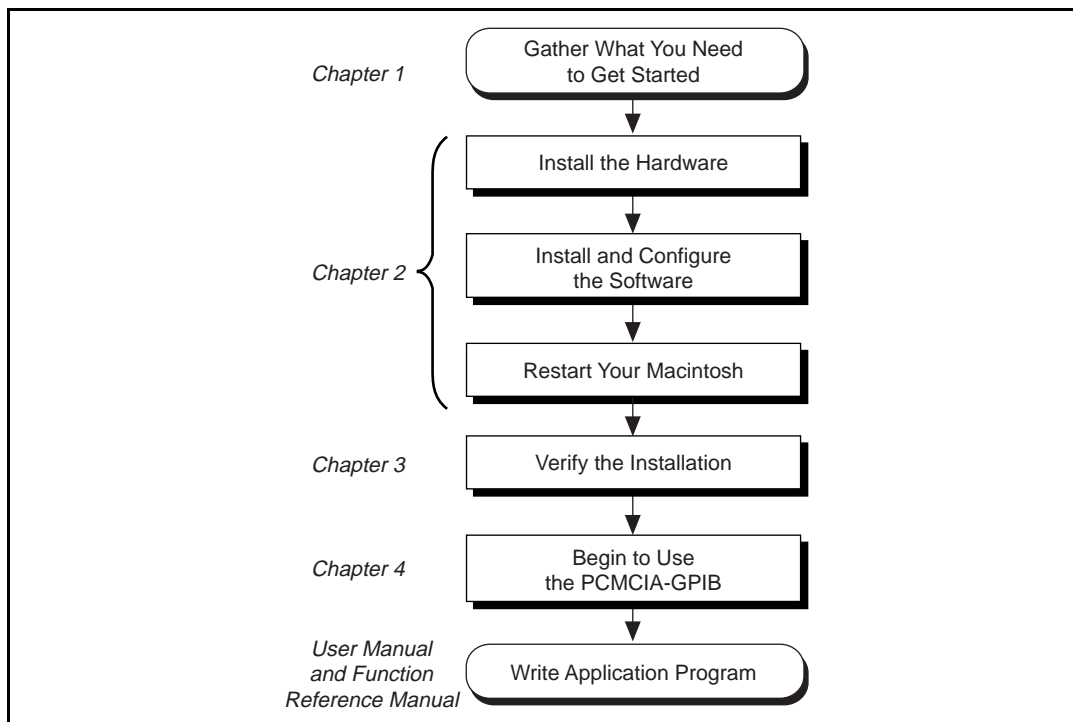 Chapter 1
Gather What You Need
to Get Started
Install the Hardware
Chapter 2
Install and Configure
the Software
Restart Your Macintosh
Chapter 3
Verify the Installation
Chapter 4
Begin to Use
the PCMCIA-GPIB
User Manual
and Function
Reference Manual
Write Application Program